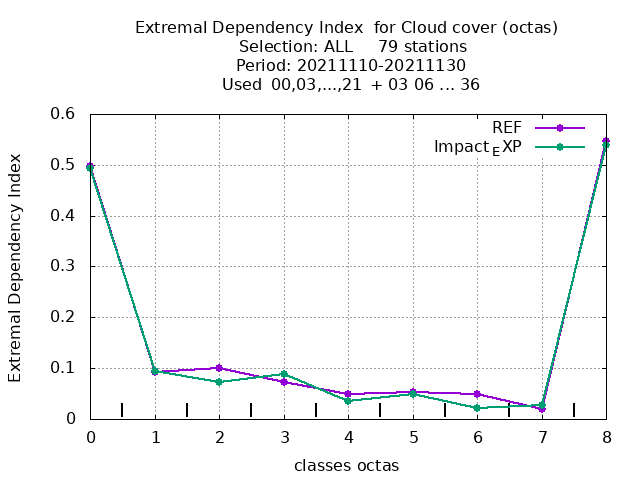 Extremal Dependency Index  for Cloud cover (octas)
Selection: ALL     79 stations
Period: 20211110-20211130
Used  00,03,...,21  + 03 06 ... 36
REF
Impact_EXP
0.6
0.5
0.4
0.3
0.2
0.1
0
Extremal Dependency Index
0 1 2 3 4 5 6 7 8
classes octas